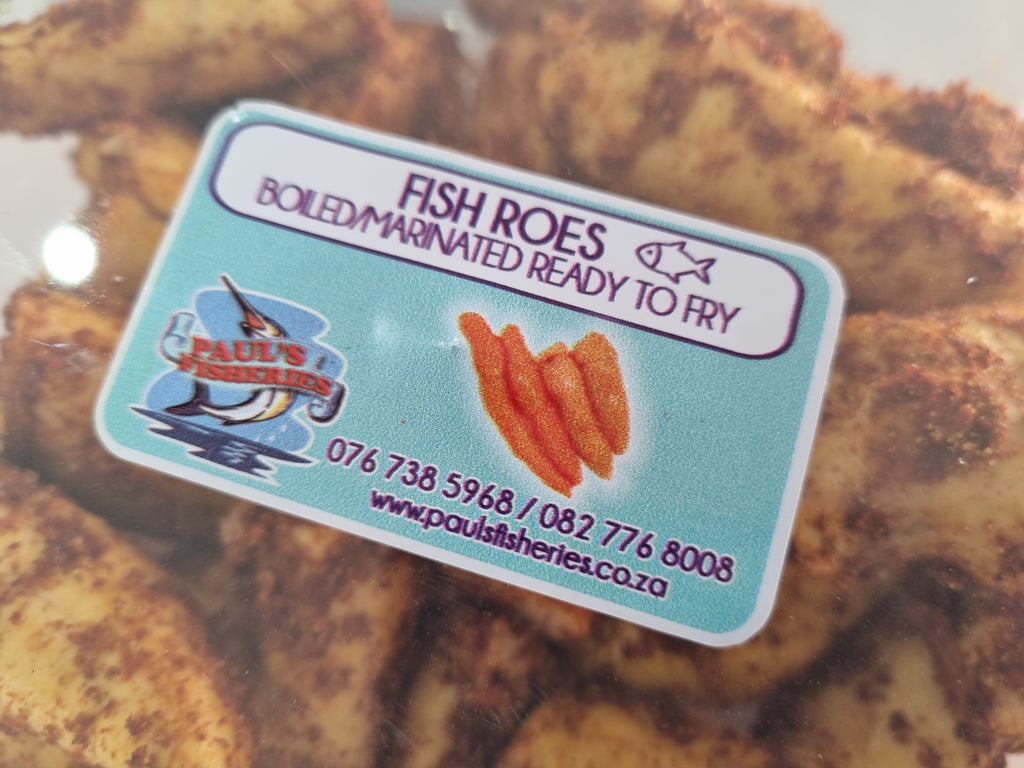 FISH ROES
BOILED/MARINATED READY TO FRY
PAUL'S
FISHERIES
076 738 5968 / 082 776 8008
www.paulsfisheries.co.za